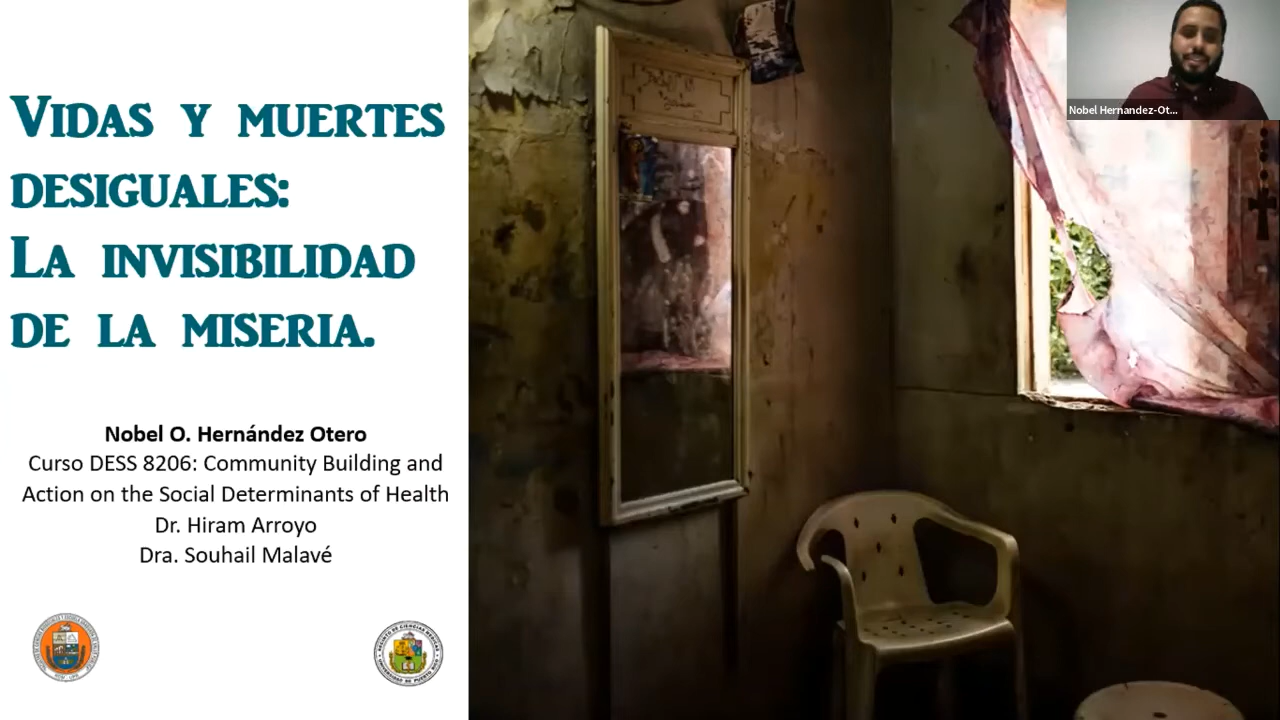 Vidas y muertes
desiguales:
La invisibilidad
de la miseria.
Nobel O. Hernández Otero
Curso DESS 8206: Community Building and
Action on the Social Determinants of Health
Dr. Hiram Arroyo
Dra. Souhail Malavé
Nobel Hernandez-Ot...